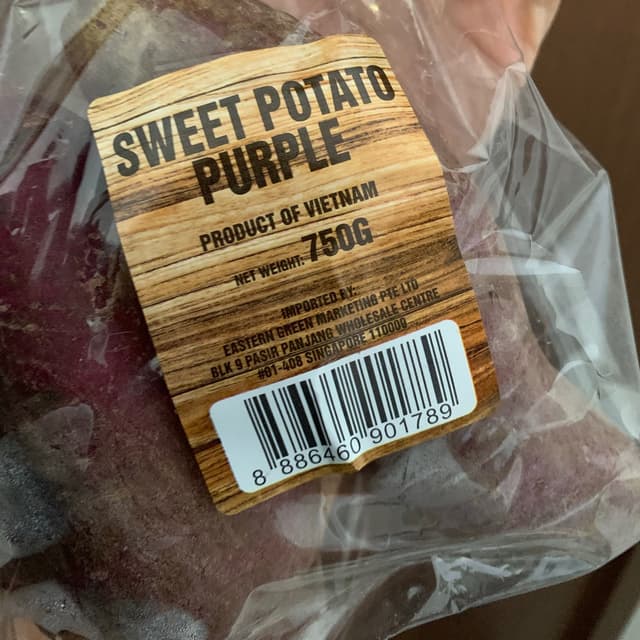 SWEET POTATO
PURPLE
PRODUCT OF VIETNAM
NET WEIGHT: 750G
IMPORTED BY:
EASTERN GREEN MARKETING PTE LTD
BLK 9 PASIR PANJANG WHOLESALE CENTRE
#01-408 SINGAPORE 110009
8 886460 901789